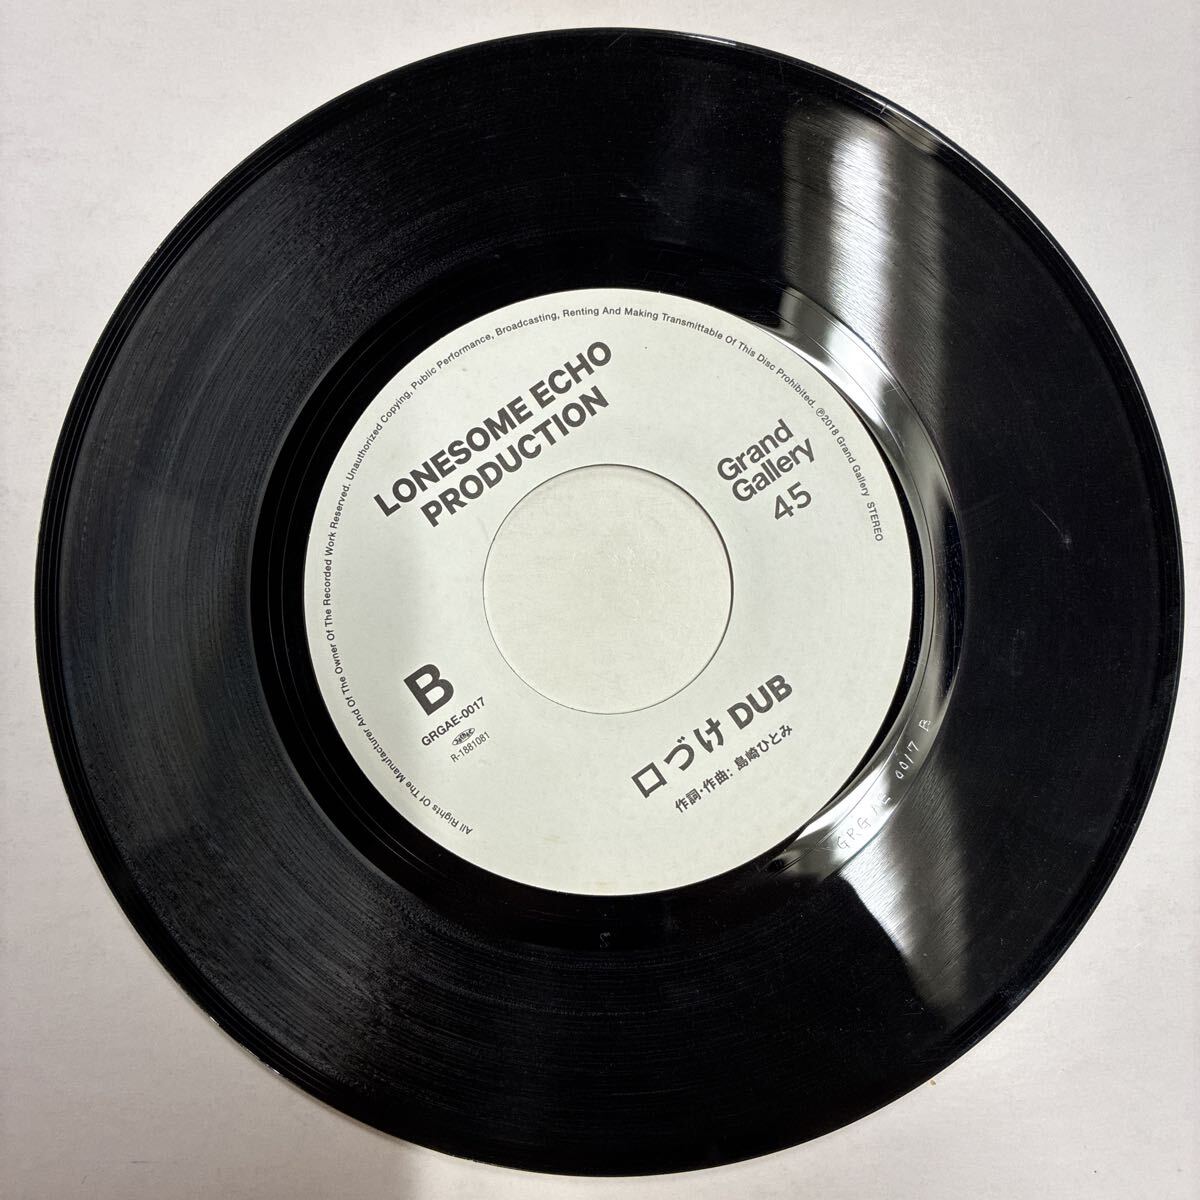 All Rights Of The Manufacturer And Of The Owner Of The Recorded Work Reserved. Unauthorized Copying, Public Performance, Broadcasting, Renting And Making Transmittable Of This Disc Prohibited. ℗2018 Grand Gallery STEREO
LONESOME ECHO
PRODUCTION
Grand
Gallery
45
B
GRGAE-0017
R-1881081
口づけ DUB
作詞・作曲: 島崎ひとみ
GRGAE 0017 B